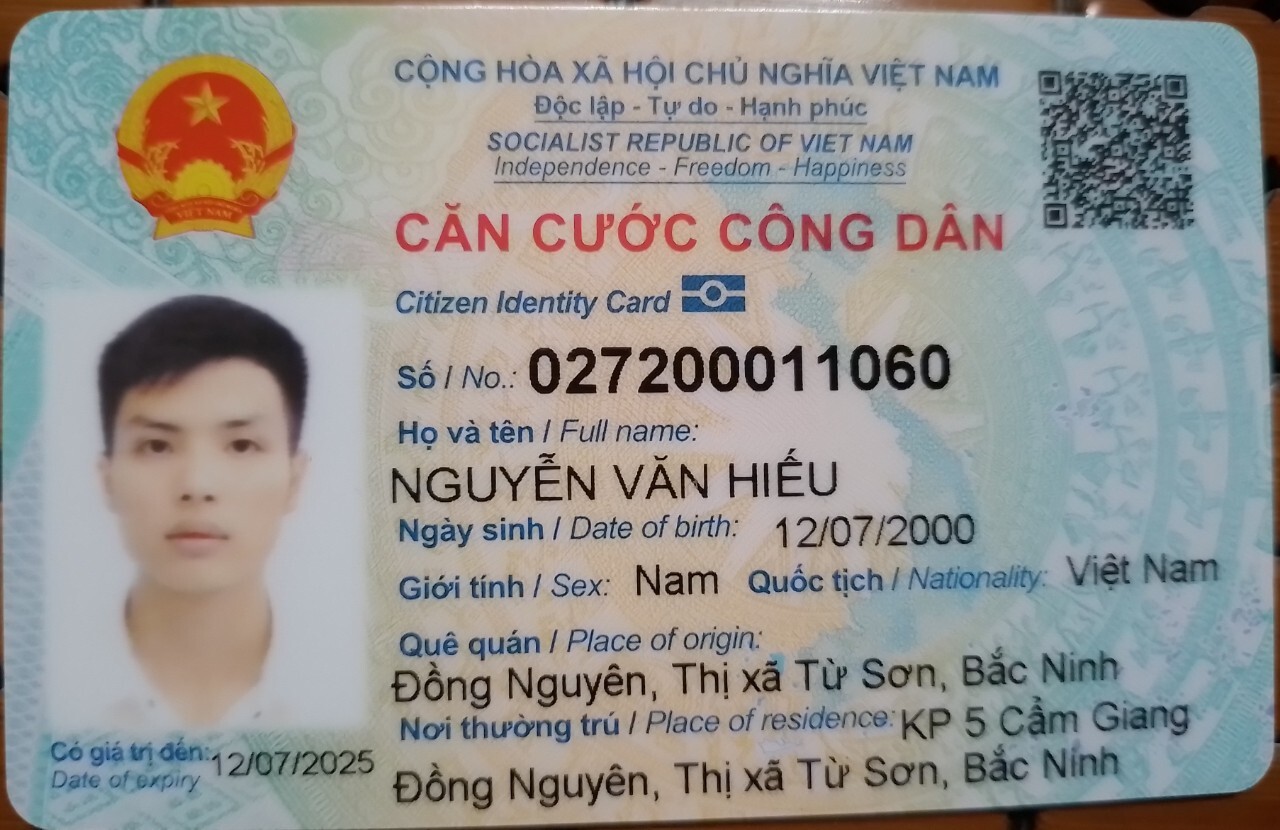 CỘNG HÒA XÃ HỘI CHỦ NGHĨA VIỆT NAM
Độc lập - Tự do - Hạnh phúc
SOCIALIST REPUBLIC OF VIET NAM
Independence - Freedom - Happiness
VIỆT NAM
CĂN CƯỚC CÔNG DÂN
Citizen Identity Card
Số / No.: 027200011060
Họ và tên / Full name:
NGUYỄN VĂN HIẾU
Ngày sinh / Date of birth: 12/07/2000
Giới tính / Sex: Nam Quốc tịch / Nationality: Việt Nam
Quê quán / Place of origin:
Đồng Nguyên, Thị xã Từ Sơn, Bắc Ninh
Nơi thường trú / Place of residence: KP 5 Cẩm Giang
Đồng Nguyên, Thị xã Từ Sơn, Bắc Ninh
Có giá trị đến: 12/07/2025
Date of expiry